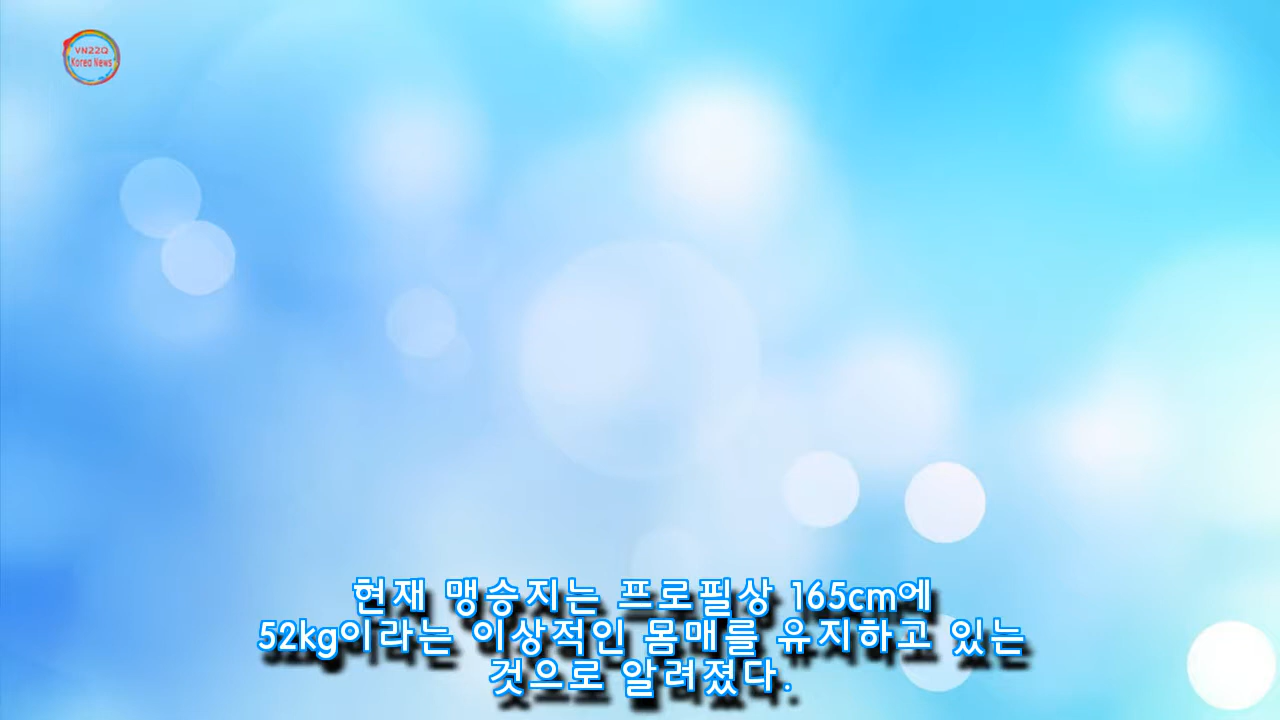 VN22Q
Korea News
현재 맹승지는 프로필상 165cm에
52kg이라는 이상적인 몸매를 유지하고 있는
것으로 알려졌다.